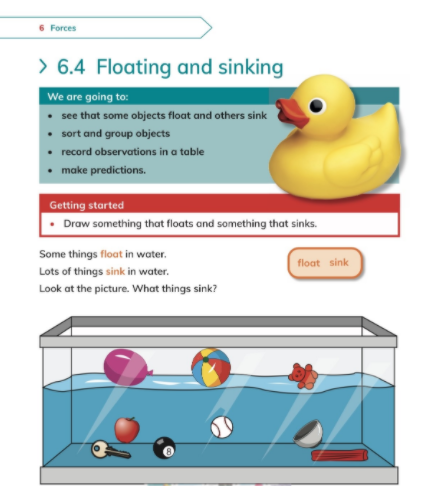 6 Forces
6.4 Floating and sinking
We are going to:
• see that some objects float and others sink
• sort and group objects
• record observations in a table
• make predictions.
Getting started
• Draw something that floats and something that sinks.
Some things float in water.
Lots of things sink in water.
Look at the picture. What things sink?
float sink
8